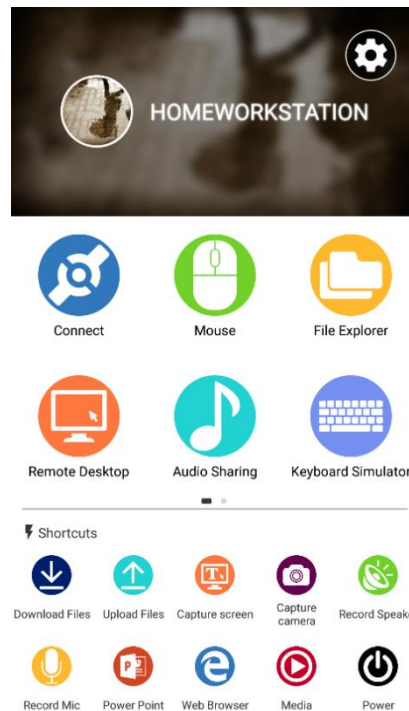 HOMEWORKSTATION
Connect Mouse File Explorer
Remote Desktop Audio Sharing Keyboard Simulator
Shortcuts
Download Files Upload Files Capture screen Capture camera Record Speake
Record Mic Power Point Web Browser Media Power